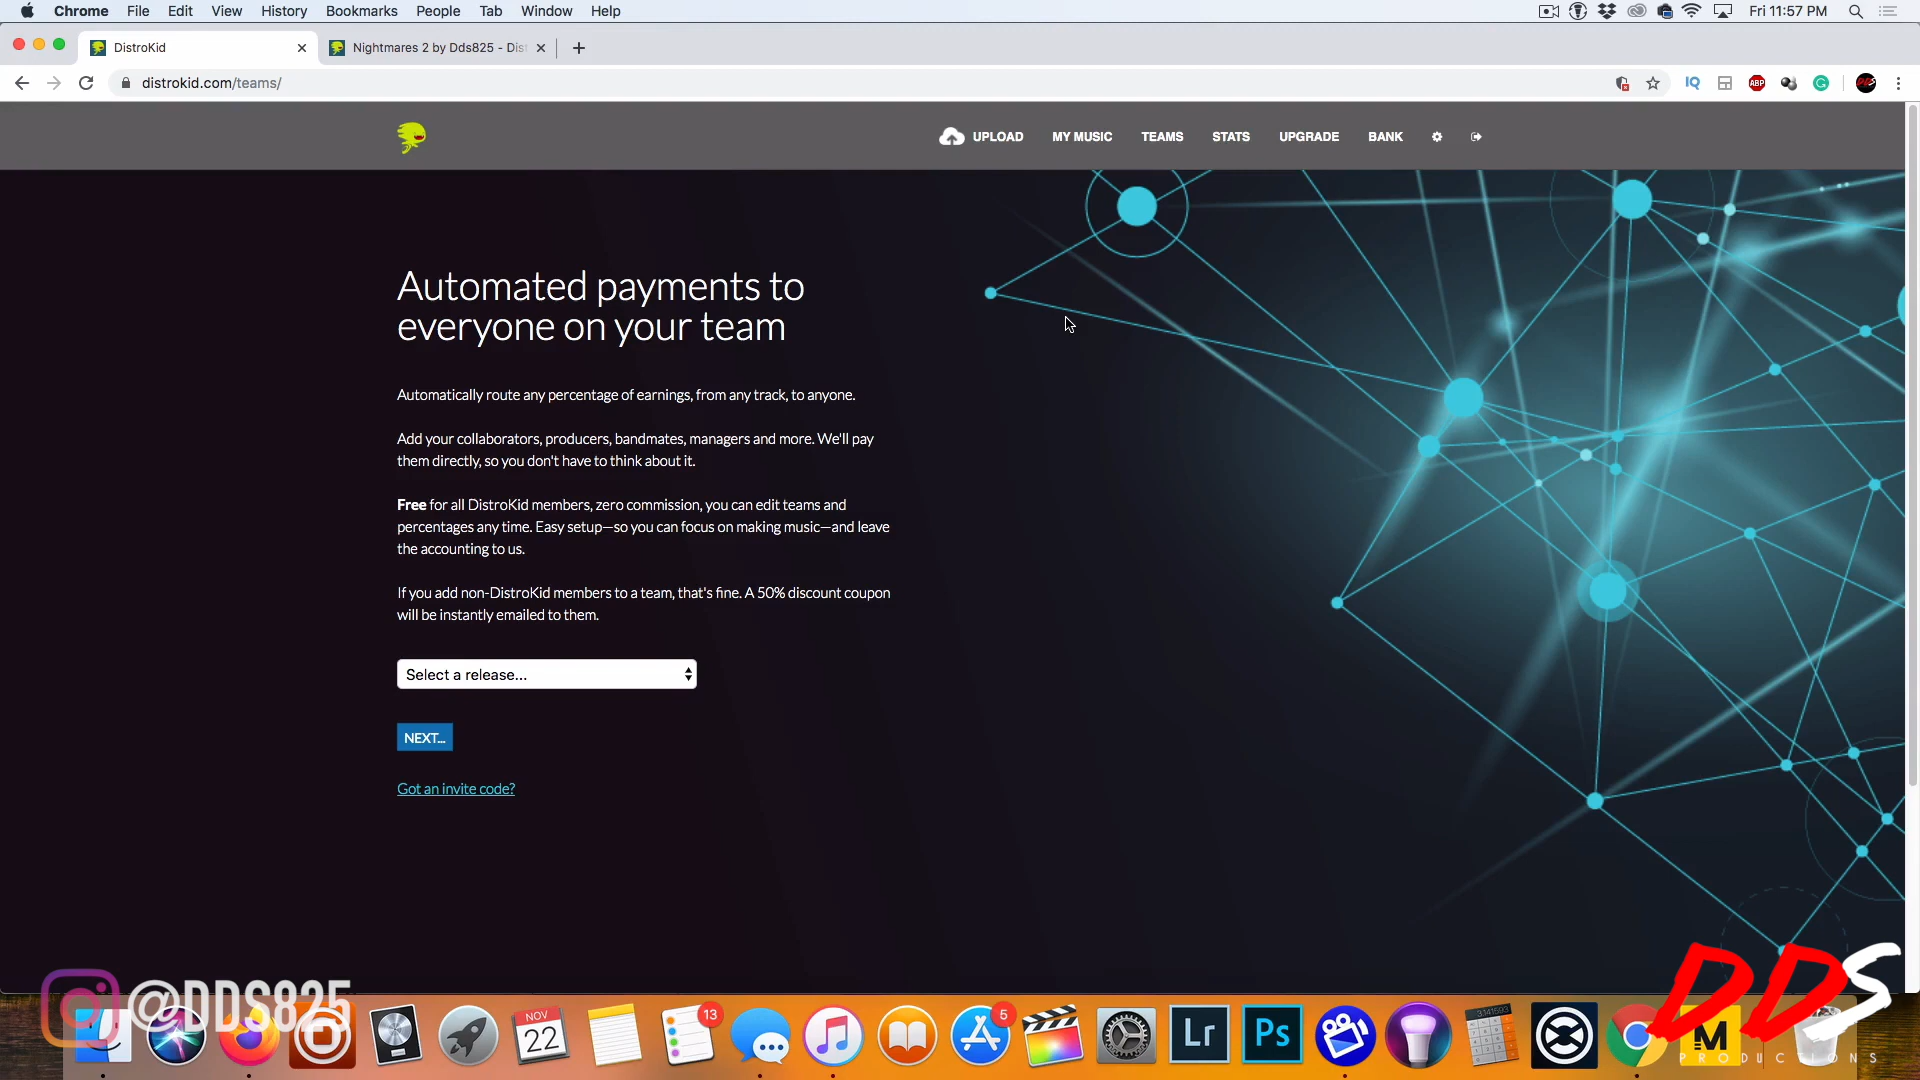 Chrome File Edit View History Bookmarks People Tab Window Help
Fri 11:57 PM
DistroKid
Nightmares 2 by Dds825 - Dist
distrokid.com/teams/
IQ
ABP
UPLOAD MY MUSIC TEAMS STATS UPGRADE BANK
Automated payments to
everyone on your team
Automatically route any percentage of earnings, from any track, to anyone.
Add your collaborators, producers, bandmates, managers and more. We'll pay
them directly, so you don't have to think about it.
Free for all DistroKid members, zero commission, you can edit teams and
percentages any time. Easy setup—so you can focus on making music—and leave
the accounting to us.
If you add non-DistroKid members to a team, that's fine. A 50% discount coupon
will be instantly emailed to them.
Select a release...
NEXT...
Got an invite code?
@DDS825
NOV
22
13
5
Lr
Ps
M
DDS
PRODUCTIONS